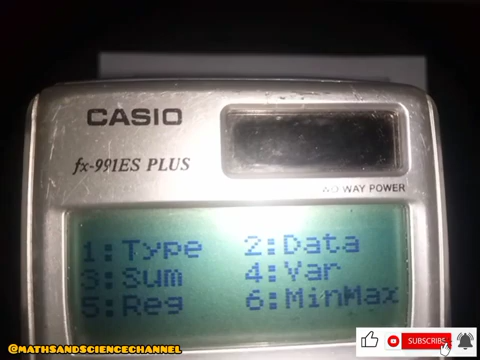 CASIO
fx-991ES PLUS
TWO WAY POWER
1:Type 2:Data
3:Sum 4:Var
5:Reg 6:MinMax
@MATHSANDSCIENCECHANNEL
SUBSCRIBE